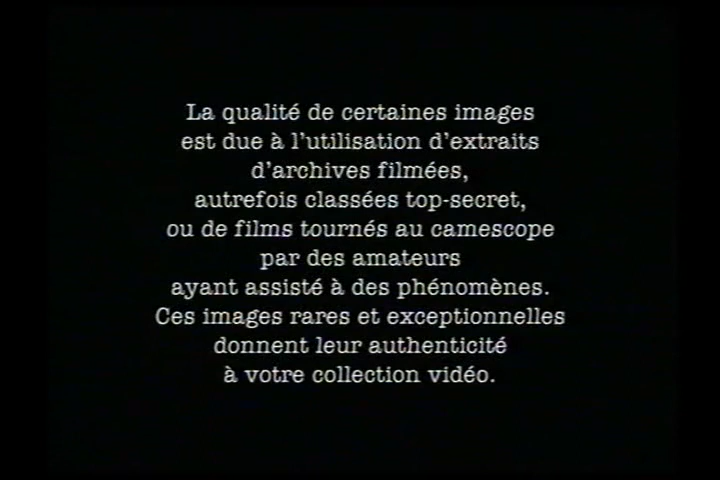 La qualité de certaines images
est due à l'utilisation d'extraits
d'archives filmées,
autrefois classées top-secret,
ou de films tournés au camescope
par des amateurs
ayant assisté à des phénomènes.
Ces images rares et exceptionnelles
donnent leur authenticité
à votre collection vidéo.